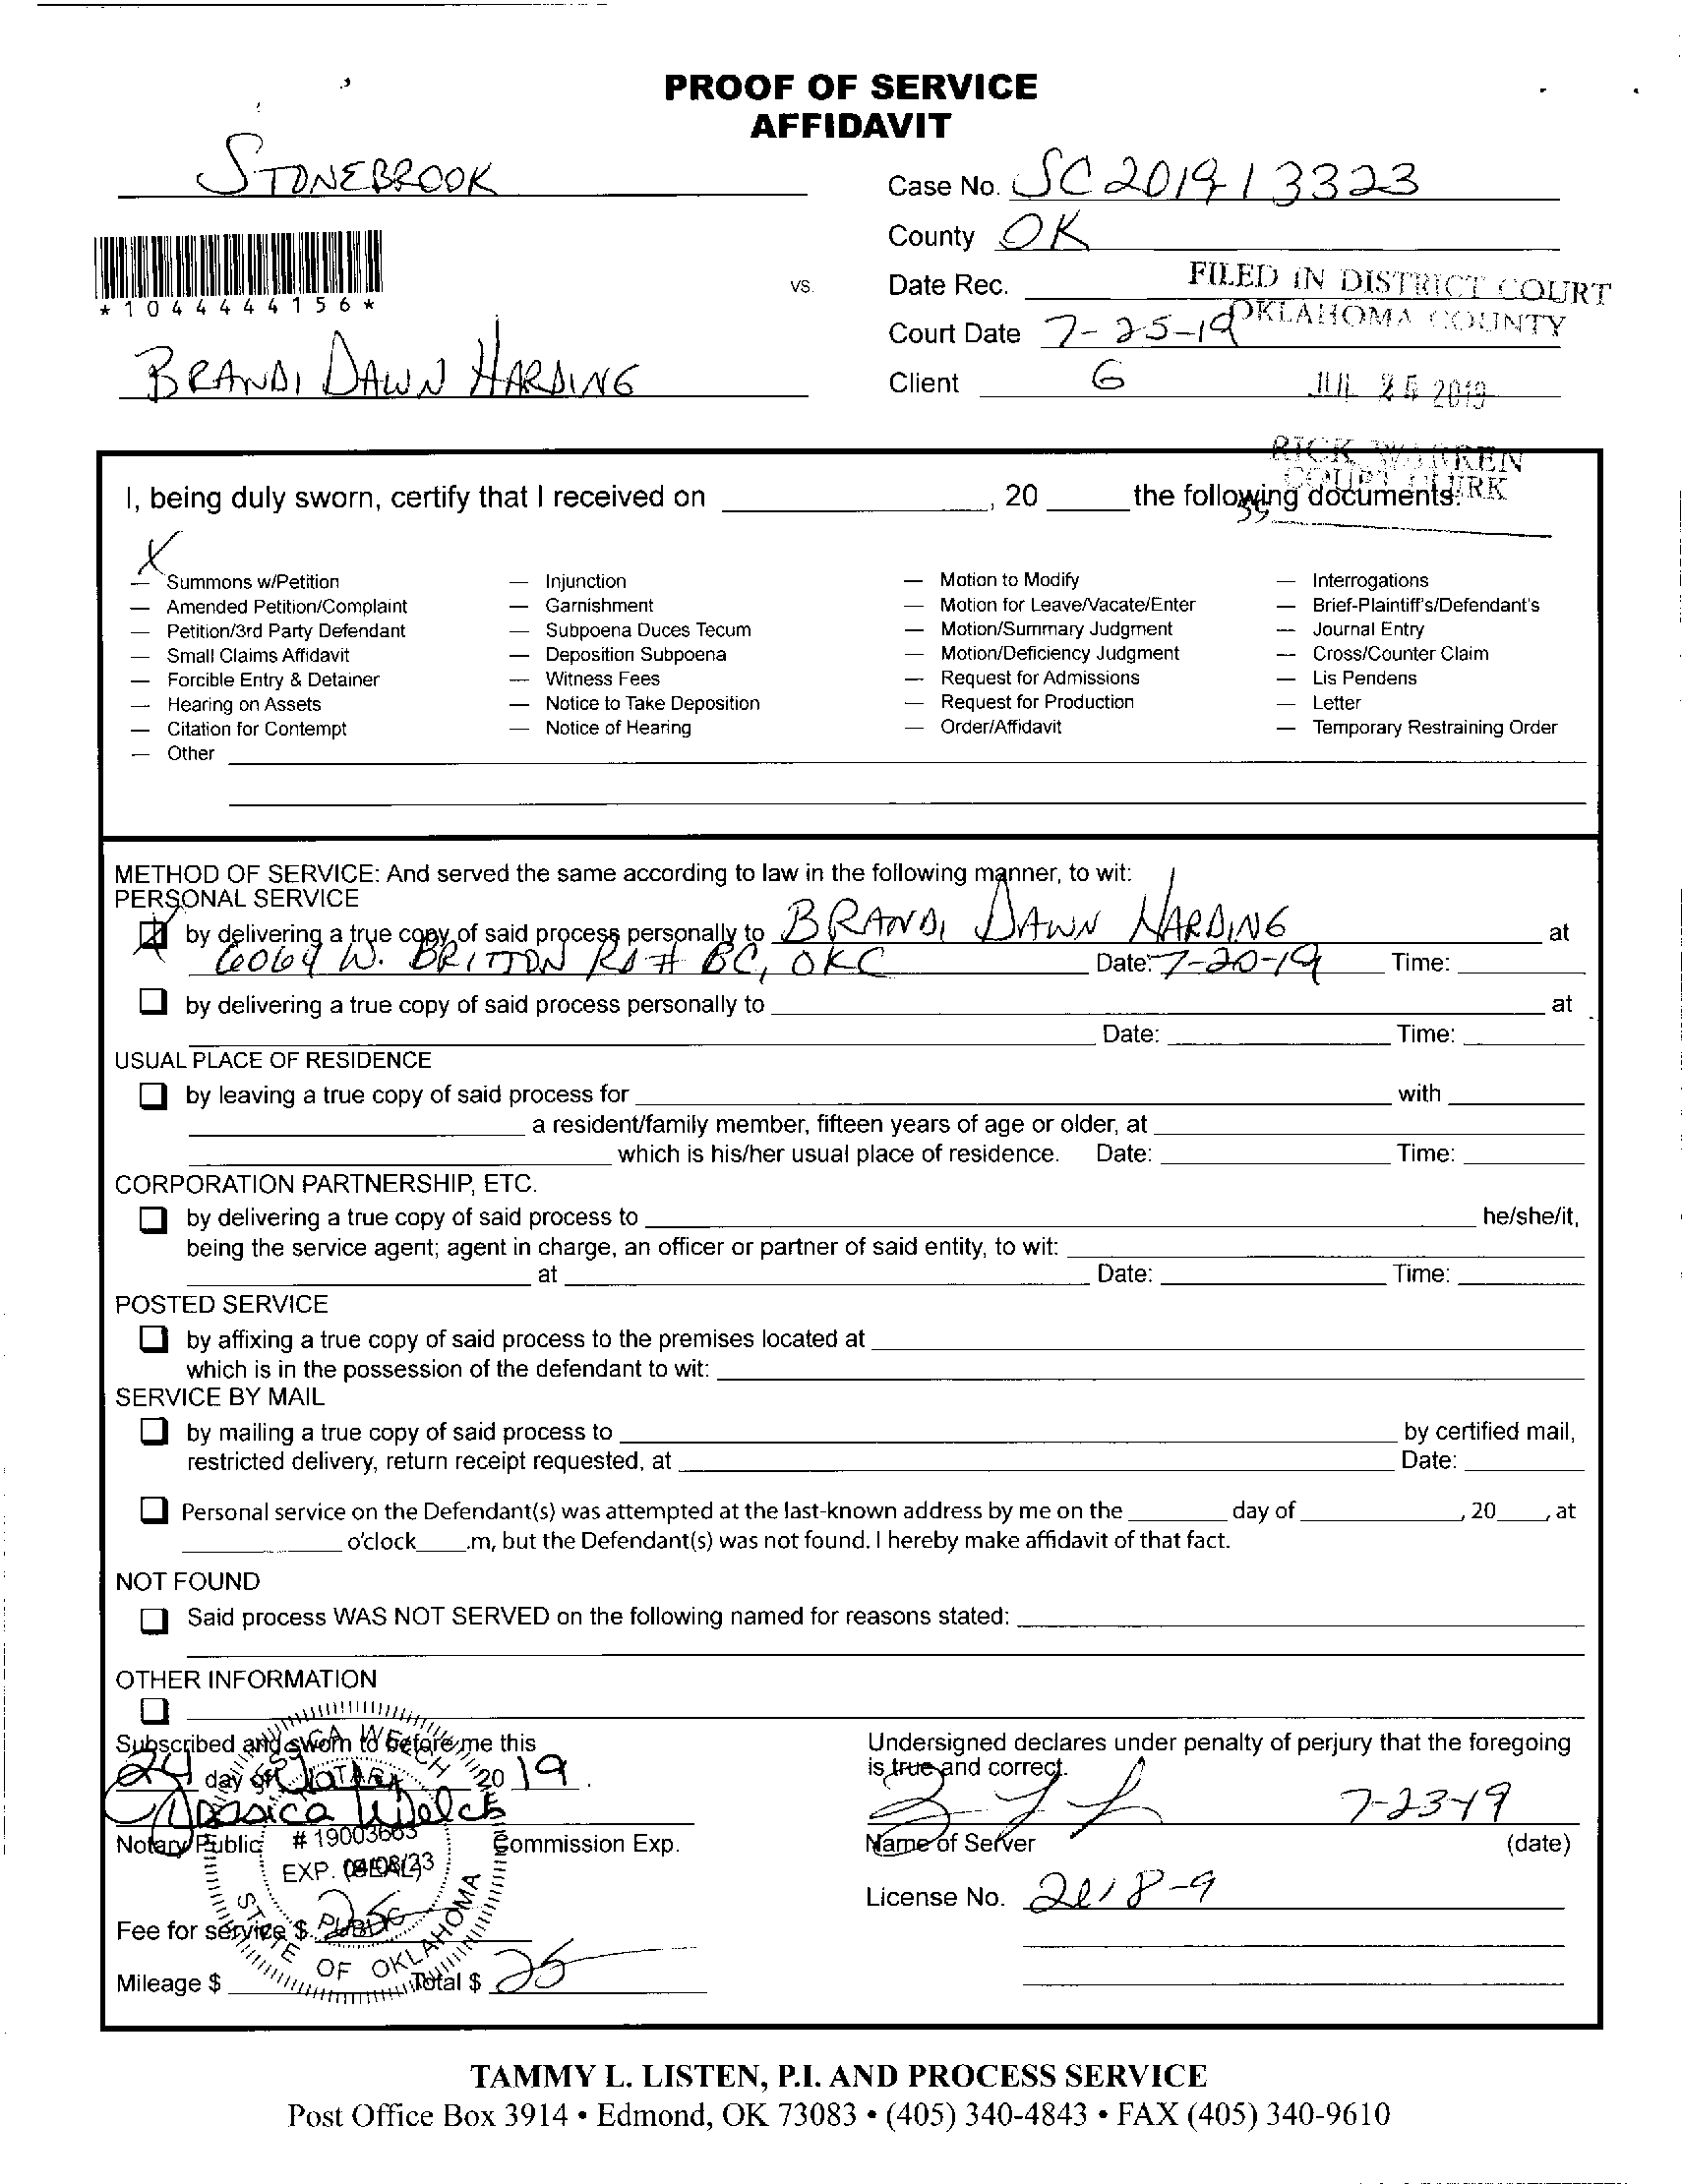 PROOF OF SERVICE
AFFIDAVIT
STONEBROOK
Case No. SC 2019 13323
County OK
*1044444156*
vs.
Date Rec.
FILED IN DISTRICT COURT
OKLAHOMA COUNTY
Court Date 7-25-19
BRANDI DAWN HARDING
Client G
JUL 25 2019
RICK WARREN
COURT CLERK
I, being duly sworn, certify that I received on , 20 the following documents:
X
— Summons w/Petition — Injunction — Motion to Modify — Interrogations
— Amended Petition/Complaint — Garnishment — Motion for Leave/Vacate/Enter — Brief-Plaintiff's/Defendant's
— Petition/3rd Party Defendant — Subpoena Duces Tecum — Motion/Summary Judgment — Journal Entry
— Small Claims Affidavit — Deposition Subpoena — Motion/Deficiency Judgment — Cross/Counter Claim
— Forcible Entry & Detainer — Witness Fees — Request for Admissions — Lis Pendens
— Hearing on Assets — Notice to Take Deposition — Request for Production — Letter
— Citation for Contempt — Notice of Hearing — Order/Affidavit — Temporary Restraining Order
— Other
METHOD OF SERVICE: And served the same according to law in the following manner, to wit:
PERSONAL SERVICE
by delivering a true copy of said process personally to BRANDI DAWN HARDING at
6064 W. BRITTON RD # BC, OKC Date: 7-20-19 Time:
by delivering a true copy of said process personally to at
Date: Time:
USUAL PLACE OF RESIDENCE
by leaving a true copy of said process for with
a resident/family member, fifteen years of age or older, at
which is his/her usual place of residence. Date: Time:
CORPORATION PARTNERSHIP, ETC.
by delivering a true copy of said process to he/she/it,
being the service agent; agent in charge, an officer or partner of said entity, to wit:
at Date: Time:
POSTED SERVICE
by affixing a true copy of said process to the premises located at
which is in the possession of the defendant to wit:
SERVICE BY MAIL
by mailing a true copy of said process to by certified mail,
restricted delivery, return receipt requested, at Date:
Personal service on the Defendant(s) was attempted at the last-known address by me on the day of , 20 , at
o'clock .m, but the Defendant(s) was not found. I hereby make affidavit of that fact.
NOT FOUND
Said process WAS NOT SERVED on the following named for reasons stated:
OTHER INFORMATION
Subscribed and sworn to before me this
24 day of July 20 19.
Jessica Welch
Notary Public (SEAL) Commission Exp.
JESSICA WELCH
NOTARY
# 19003663
EXP. 04/08/23
PUBLIC
STATE OF OKLAHOMA
Fee for service $ 25
Mileage $ Total $ 25
Undersigned declares under penalty of perjury that the foregoing
is true and correct.
7-23-19
Name of Server (date)
License No. 2018-9
TAMMY L. LISTEN, P.I. AND PROCESS SERVICE
Post Office Box 3914 • Edmond, OK 73083 • (405) 340-4843 • FAX (405) 340-9610